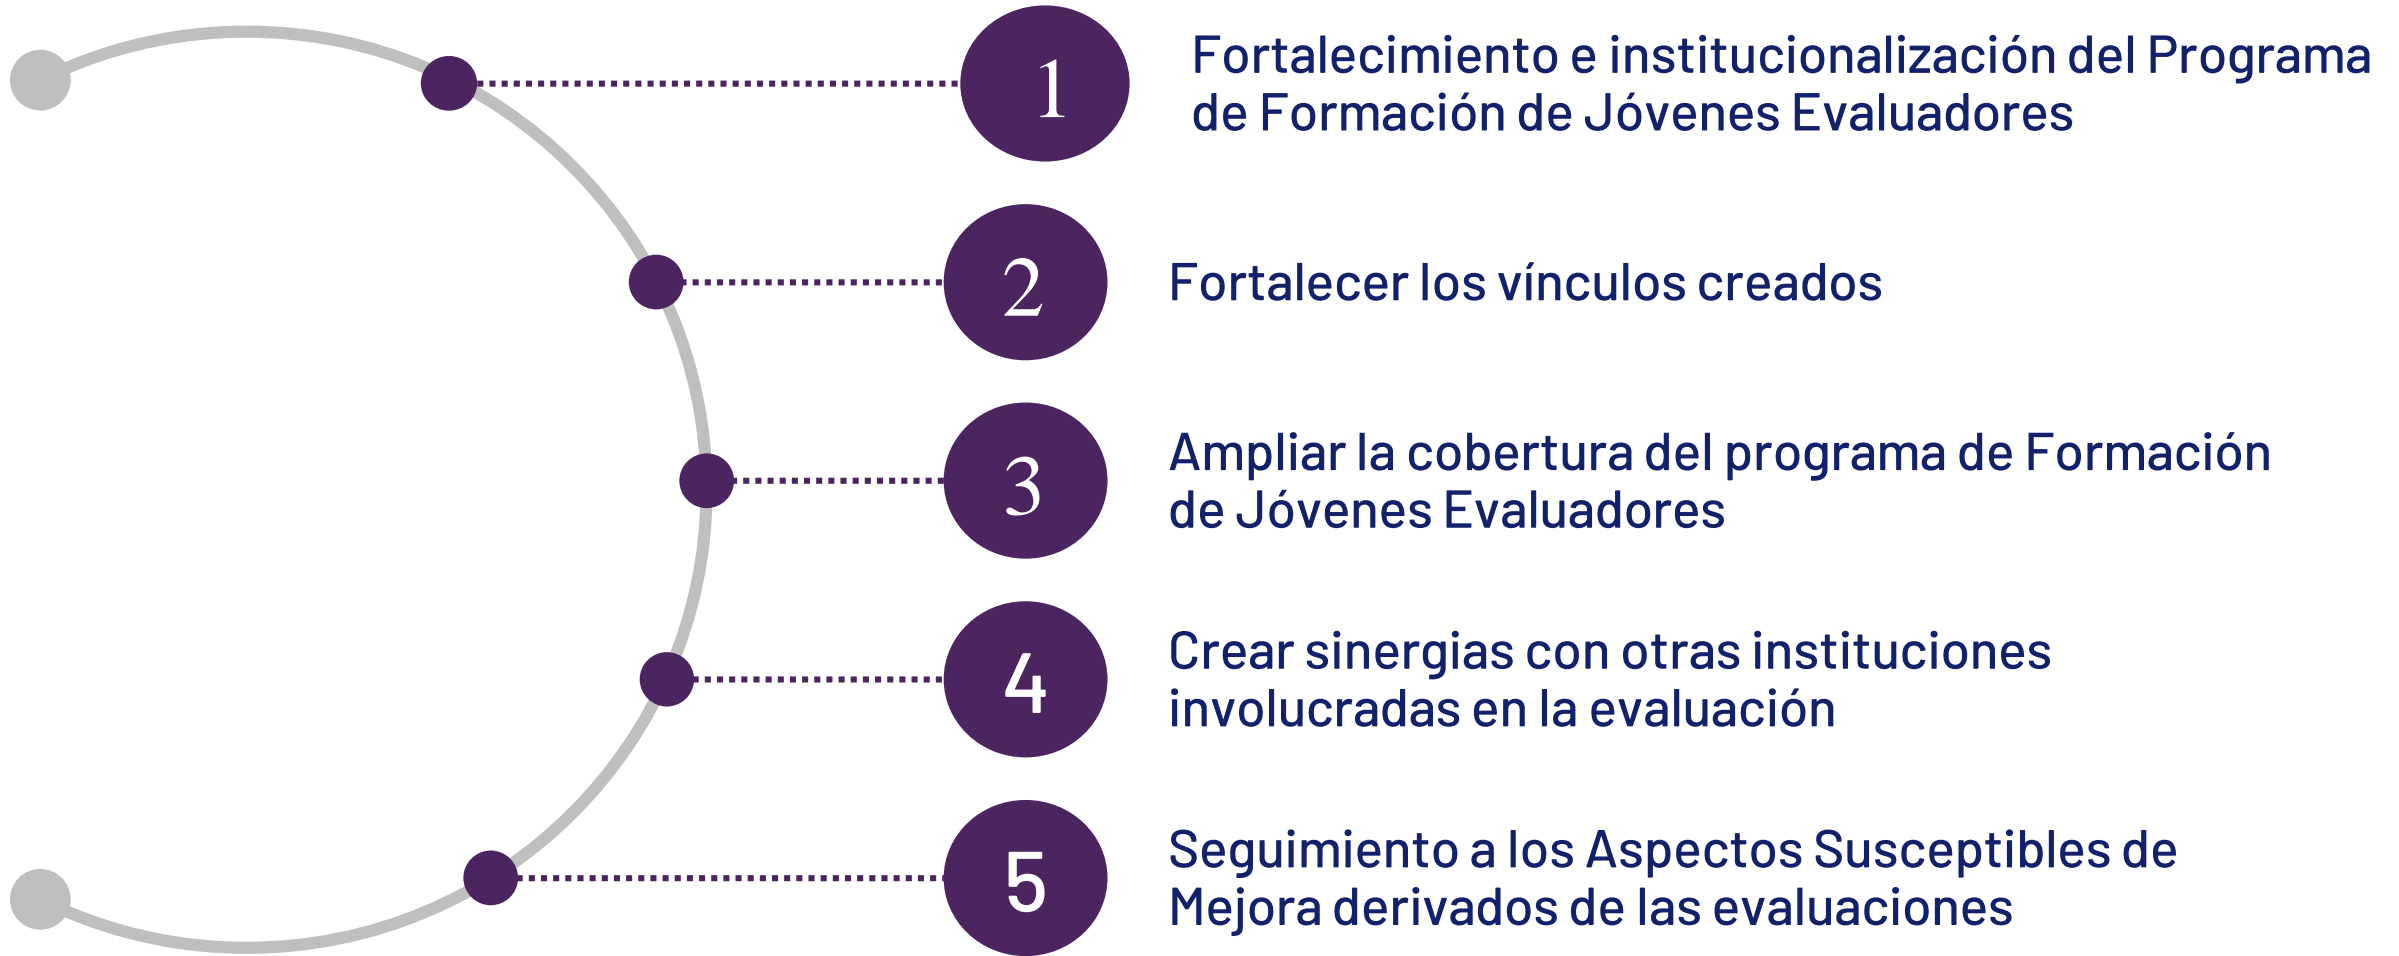 1
Fortalecimiento e institucionalización del Programa
de Formación de Jóvenes Evaluadores
2
Fortalecer los vínculos creados
3
Ampliar la cobertura del programa de Formación
de Jóvenes Evaluadores
4
Crear sinergias con otras instituciones
involucradas en la evaluación
5
Seguimiento a los Aspectos Susceptibles de
Mejora derivados de las evaluaciones